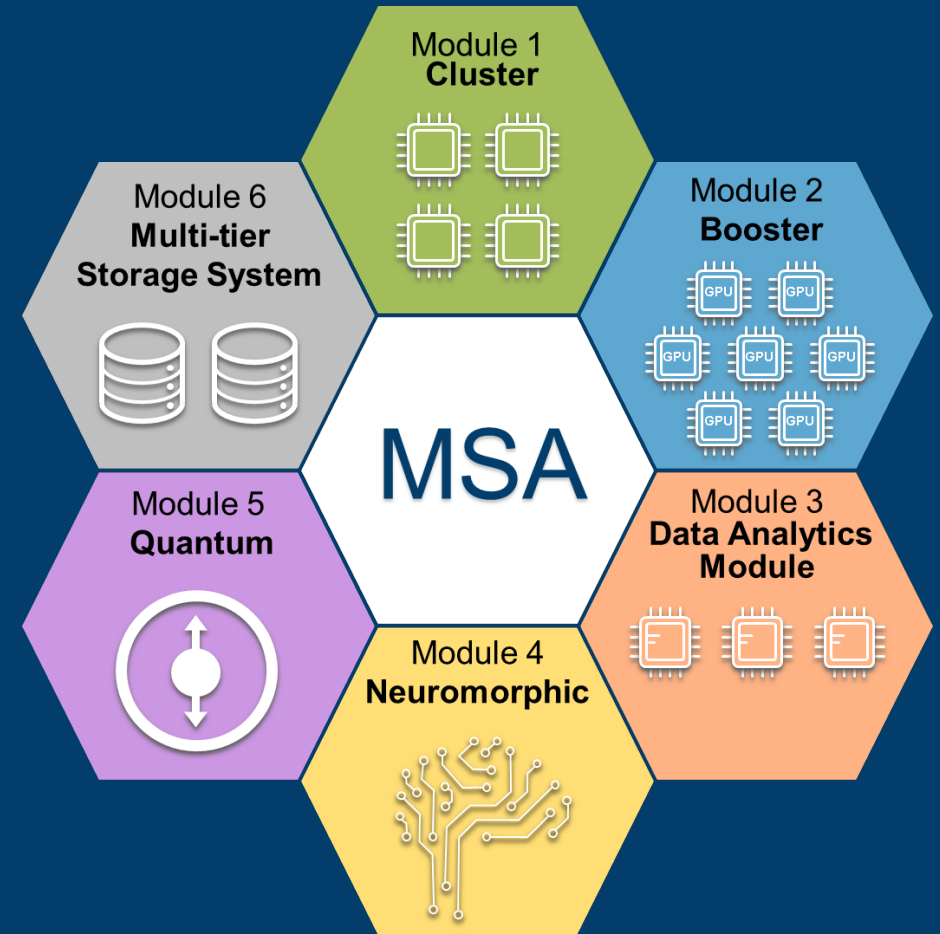 Module 1
Cluster
Module 2
Booster
GPU GPU
GPU GPU GPU
GPU GPU
Module 3
Data Analytics
Module
Module 4
Neuromorphic
Module 5
Quantum
Module 6
Multi-tier
Storage System
MSA